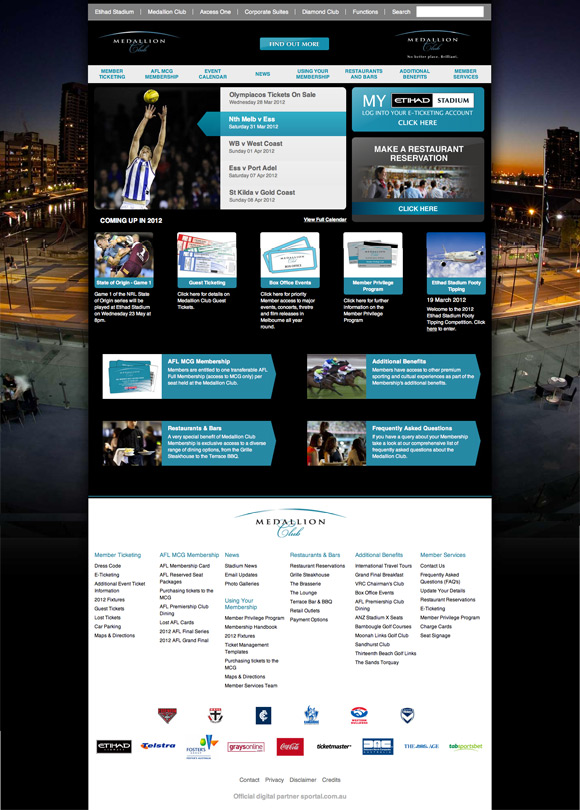 Etihad Stadium | Medallion Club | Axcess One | Corporate Suites | Diamond Club | Functions | Search
MEDALLION
Club
FIND OUT MORE
MEDALLION
Club
No better place. Brilliant.
MEMBER TICKETING
AFL MCG MEMBERSHIP
EVENT CALENDAR
NEWS
USING YOUR MEMBERSHIP
RESTAURANTS AND BARS
ADDITIONAL BENEFITS
MEMBER SERVICES
Olympiacos Tickets On Sale
Wednesday 28 Mar 2012
Nth Melb v Ess
Saturday 31 Mar 2012
WB v West Coast
Sunday 01 Apr 2012
Ess v Port Adel
Saturday 07 Apr 2012
St Kilda v Gold Coast
Sunday 08 Apr 2012
MY ETIHAD STADIUM
LOG INTO YOUR E-TICKETING ACCOUNT
CLICK HERE
MAKE A RESTAURANT
RESERVATION
CLICK HERE
COMING UP IN 2012
View Full Calendar
State of Origin - Game 1
Game 1 of the NRL State
of Origin series will be
played at Etihad Stadium
on Wednesday 23 May at
8pm.
Guest Ticketing
Click here for details on
Medallion Club Guest
Tickets.
Box Office Events
Click here for priority
Member access to major
events, concerts, theatre
and film releases in
Melbourne all year
round.
Member Privilege
Program
Click here for further
information on the
Member Privilege
Program
Etihad Stadium Footy
Tipping
19 March 2012
Welcome to the 2012
Etihad Stadium Footy
Tipping Competition. Click
here to enter.
AFL MCG Membership
Members are entitled to one transferable AFL
Full Membership (access to MCG only) per
seat held at the Medallion Club.
Additional Benefits
Members have access to other premium
sporting and cultual experiences as part of the
Membership's additional benefits.
Restaurants & Bars
A very special benefit of Medallion Club
Membership is exclusive access to a diverse
range of dining options, from the Grille
Steakhouse to the Terrace BBQ.
Frequently Asked Questions
If you have a query about your Membership
take a look at our comprehensive list of
frequently asked questions about the
Medallion Club.
MEDALLION
Club
Member Ticketing
Dress Code
E-Ticketing
Additional Event Ticket
Information
2012 Fixtures
Guest Tickets
Lost Tickets
Car Parking
Maps & Directions
AFL MCG Membership
AFL Membership Card
AFL Reserved Seat
Packages
Purchasing tickets to the
MCG
AFL Premiership Club
Dining
Lost AFL Cards
2012 AFL Final Series
2012 AFL Grand Final
News
Stadium News
Email Updates
Photo Galleries
Using Your
Membership
Member Privilege Program
Membership Handbook
2012 Fixtures
Ticket Management
Templates
Purchasing tickets to the
MCG
Maps & Directions
Member Services Team
Restaurants & Bars
Restaurant Reservations
Grille Steakhouse
The Brasserie
The Lounge
Terrace Bar & BBQ
Retail Outlets
Payment Options
Additional Benefits
International Travel Tours
Grand Final Breakfast
VRC Chairman's Club
Box Office Events
AFL Premiership Club
Dining
ANZ Stadium X Seats
Bambougle Golf Courses
Moonah Links Golf Club
Sandhurst Club
Thirteenth Beach Golf Links
The Sands Torquay
Member Services
Contact Us
Frequently Asked
Questions (FAQ's)
Update Your Details
Restaurant Reservations
E-Ticketing
Member Privilege Program
Charge Cards
Seat Signage
ETIHAD
Telstra
FOSTER'S
graysonline
Coca-Cola
ticketmaster
THE AGE
tabsportsbet
Contact Privacy Disclaimer Credits
Official digital partner sportal.com.au